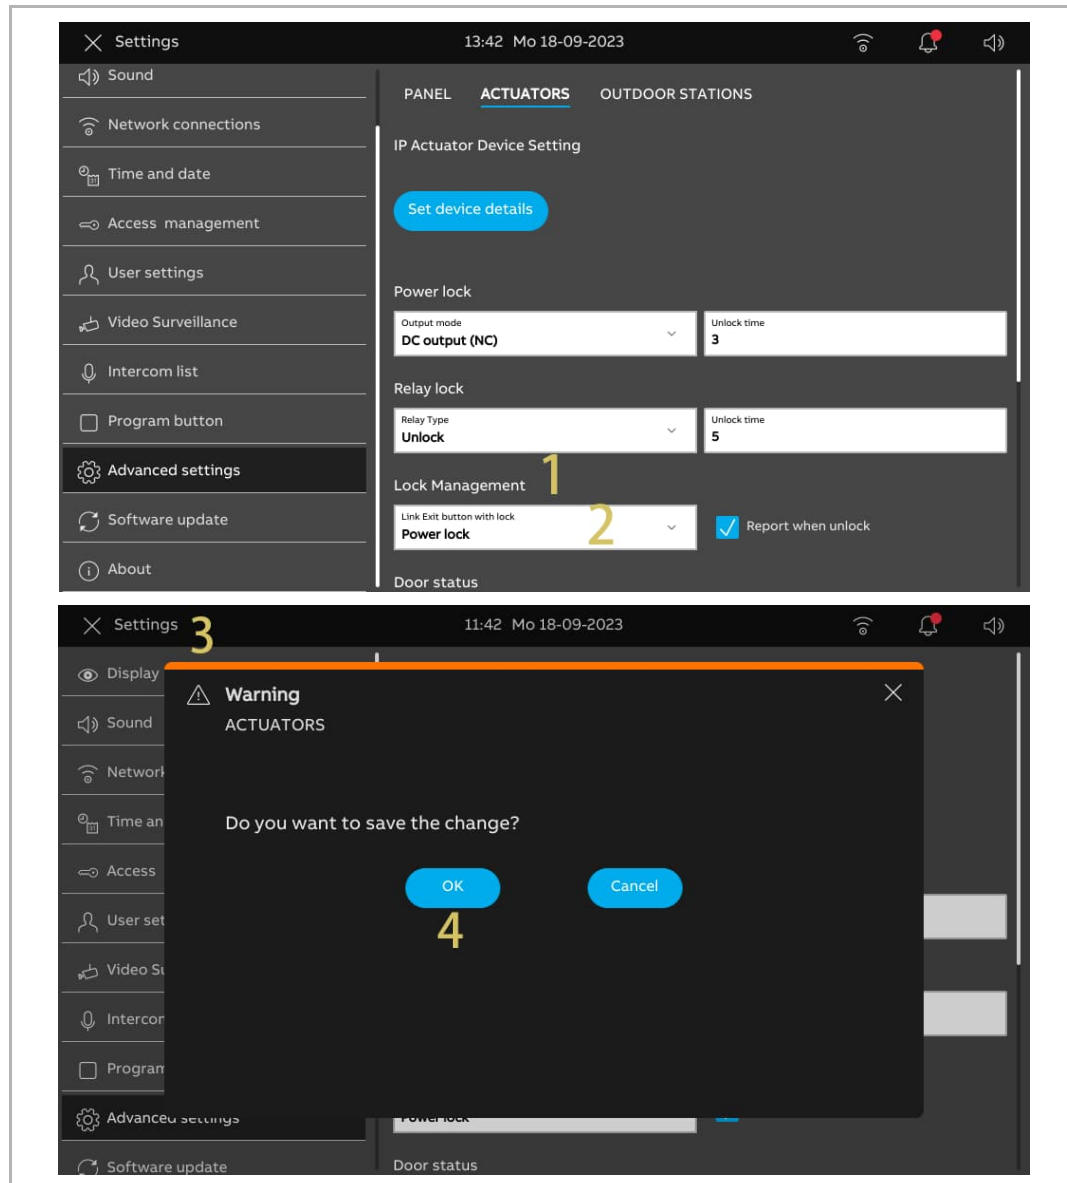 Settings 13:42 Mo 18-09-2023
Sound
Network connections
Time and date
Access management
User settings
Video Surveillance
Intercom list
Program button
Advanced settings
Software update
About
PANEL ACTUATORS OUTDOOR STATIONS
IP Actuator Device Setting
Set device details
Power lock
Output mode
DC output (NC)
Unlock time
3
Relay lock
Relay Type
Unlock
Unlock time
5
Lock Management 1
Link Exit button with lock
Power lock
2
Report when unlock
Door status
Settings 3 11:42 Mo 18-09-2023
Display
Sound
Network
Time an
Access
User set
Video Su
Intercom
Program
Advanced settings
Software update
Warning
ACTUATORS
Do you want to save the change?
OK Cancel
4
Power lock
Door status